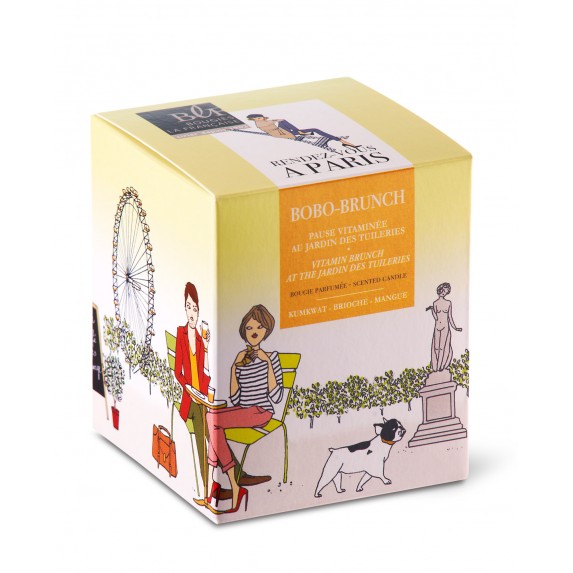 BLF
BOUGIES
LA FRANÇAISE
RENDEZ-VOUS
A PARIS
BOBO-BRUNCH
PAUSE VITAMINÉE
AU JARDIN DES TUILERIES
•
VITAMIN BRUNCH
AT THE JARDIN DES TUILERIES
BOUGIE PARFUMÉE - SCENTED CANDLE
KUMKWAT - BRIOCHE - MANGUE